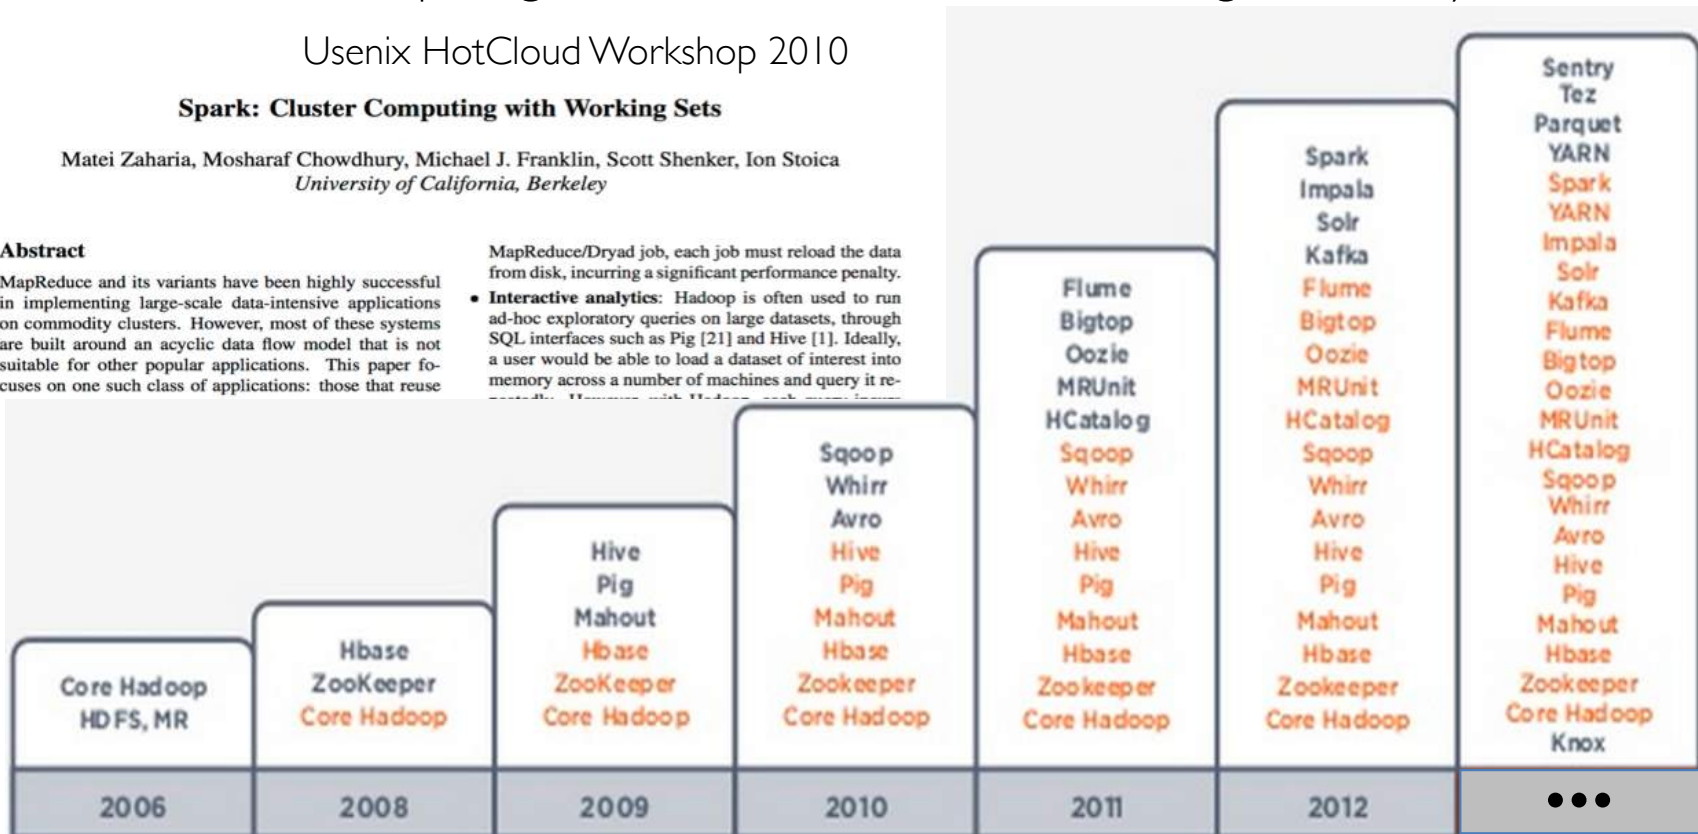 Usenix HotCloud Workshop 2010
Spark: Cluster Computing with Working Sets
Matei Zaharia, Mosharaf Chowdhury, Michael J. Franklin, Scott Shenker, Ion Stoica
University of California, Berkeley
Abstract
MapReduce and its variants have been highly successful
in implementing large-scale data-intensive applications
on commodity clusters. However, most of these systems
are built around an acyclic data flow model that is not
suitable for other popular applications. This paper fo-
cuses on one such class of applications: those that reuse
MapReduce/Dryad job, each job must reload the data
from disk, incurring a significant performance penalty.
• Interactive analytics: Hadoop is often used to run
ad-hoc exploratory queries on large datasets, through
SQL interfaces such as Pig [21] and Hive [1]. Ideally,
a user would be able to load a dataset of interest into
memory across a number of machines and query it re-
Core Hadoop
HDFS, MR
2006
Hbase
ZooKeeper
Core Hadoop
2008
Hive
Pig
Mahout
Hbase
ZooKeeper
Core Hadoop
2009
Sqoop
Whirr
Avro
Hive
Pig
Mahout
Hbase
Zookeeper
Core Hadoop
2010
Flume
Bigtop
Oozie
MRUnit
HCatalog
Sqoop
Whirr
Avro
Hive
Pig
Mahout
Hbase
Zookeeper
Core Hadoop
2011
Spark
Impala
Solr
Kafka
Flume
Bigtop
Oozie
MRUnit
HCatalog
Sqoop
Whirr
Avro
Hive
Pig
Mahout
Hbase
Zookeeper
Core Hadoop
2012
Sentry
Tez
Parquet
YARN
Spark
YARN
Impala
Solr
Kafka
Flume
Bigtop
Oozie
MRUnit
HCatalog
Sqoop
Whirr
Avro
Hive
Pig
Mahout
Hbase
Zookeeper
Core Hadoop
Knox
•••